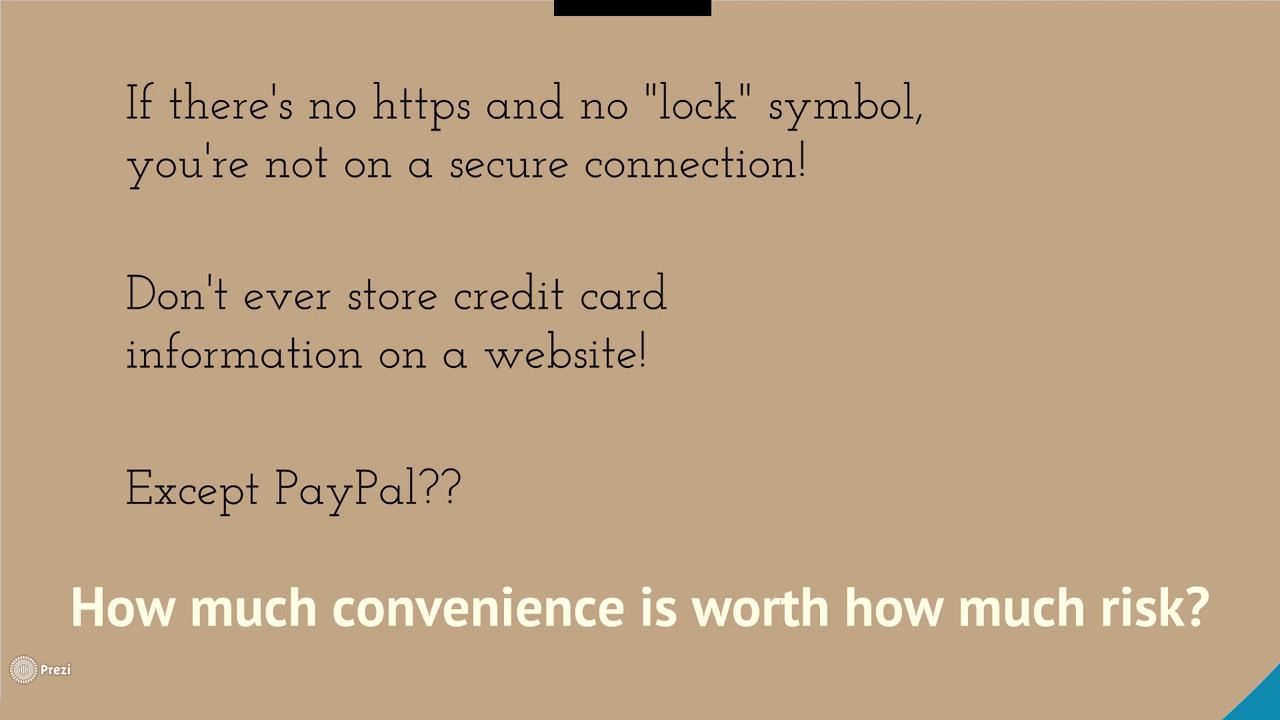 If there's no https and no "lock" symbol,
you're not on a secure connection!
Don't ever store credit card
information on a website!
Except PayPal??
How much convenience is worth how much risk?
Prezi